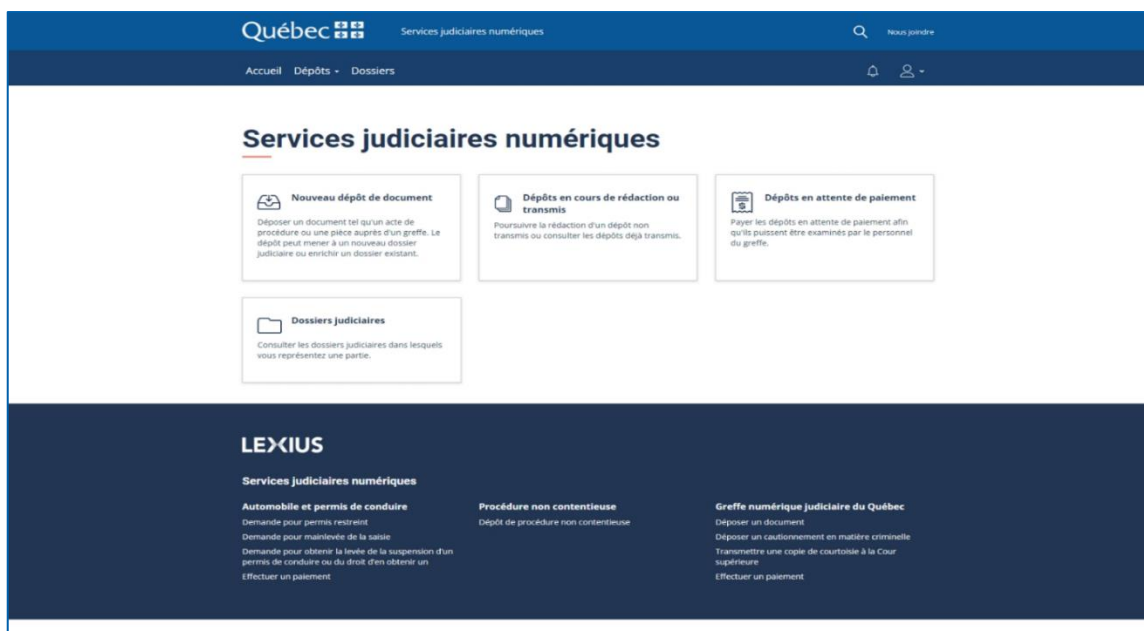 Québec
Services judiciaires numériques
Nous joindre
Accueil
Dépôts
Dossiers
Services judiciaires numériques
Nouveau dépôt de document
Déposer un document tel qu'un acte de
procédure ou une pièce auprès d'un greffe. Le
dépôt peut mener à un nouveau dossier
judiciaire ou enrichir un dossier existant.
Dépôts en cours de rédaction ou
transmis
Poursuivre la rédaction d'un dépôt non
transmis ou consulter les dépôts déjà transmis.
Dépôts en attente de paiement
Payer les dépôts en attente de paiement afin
qu'ils puissent être examinés par le personnel
du greffe.
Dossiers judiciaires
Consulter les dossiers judiciaires dans lesquels
vous représentez une partie.
LEXIUS
Services judiciaires numériques
Automobile et permis de conduire
Demande pour permis restreint
Demande pour mainlevée de la saisie
Demande pour obtenir la levée de la suspension d'un
permis de conduire ou du droit d'en obtenir un
Effectuer un paiement
Procédure non contentieuse
Dépôt de procédure non contentieuse
Greffe numérique judiciaire du Québec
Déposer un document
Déposer un cautionnement en matière criminelle
Transmettre une copie de courtoisie à la Cour
supérieure
Effectuer un paiement